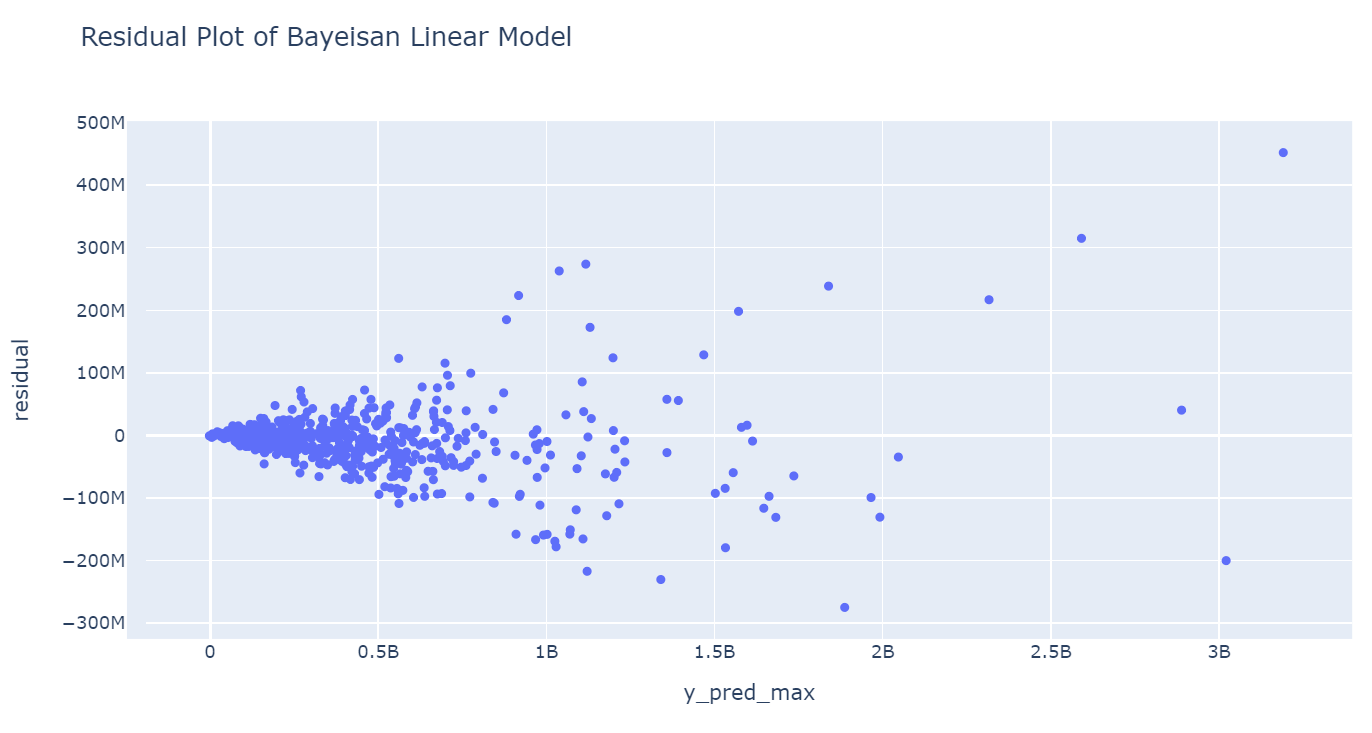 Residual Plot of Bayeisan Linear Model
500M
400M
300M
200M
100M
0
−100M
−200M
−300M
residual
0 0.5B 1B 1.5B 2B 2.5B 3B
y_pred_max